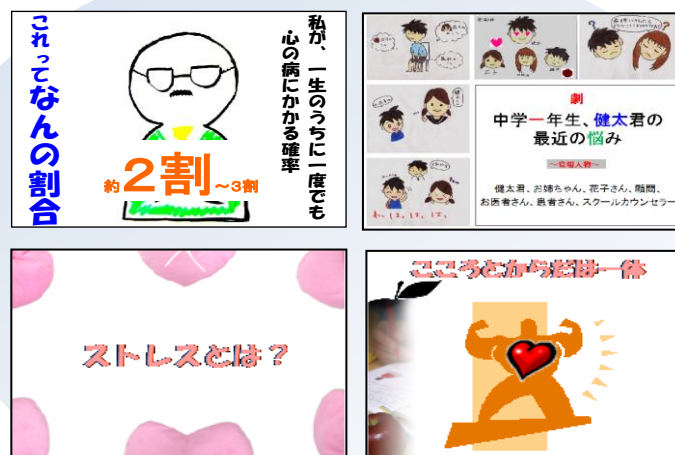 これってなんの割合
私が、一生のうちに一度でも
心の病にかかる確率
約2割~3割
劇
中学一年生、健太君の
最近の悩み
~登場人物~
健太君、お姉ちゃん、花子さん、顧問、
お医者さん、患者さん、スクールカウンセラー
ストレスとは?
こころとからだは一体